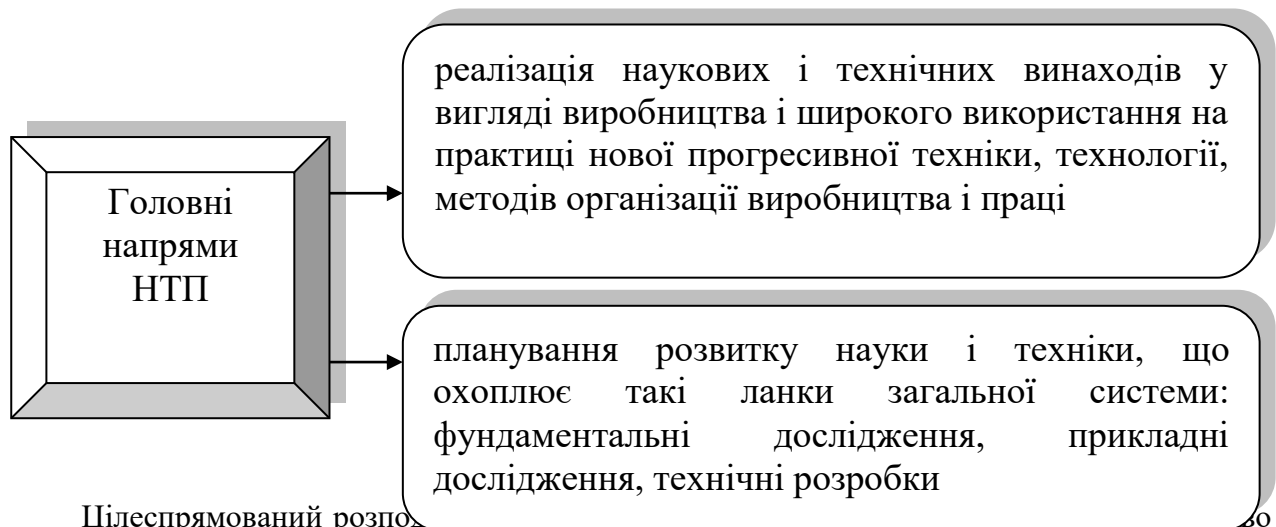 Головні
напрями
НТП
реалізація наукових і технічних винаходів у
вигляді виробництва і широкого використання на
практиці нової прогресивної техніки, технології,
методів організації виробництва і праці
планування розвитку науки і техніки, що
охоплює такі ланки загальної системи:
фундаментальні дослідження, прикладні
дослідження, технічні розробки
Цілеспрямований